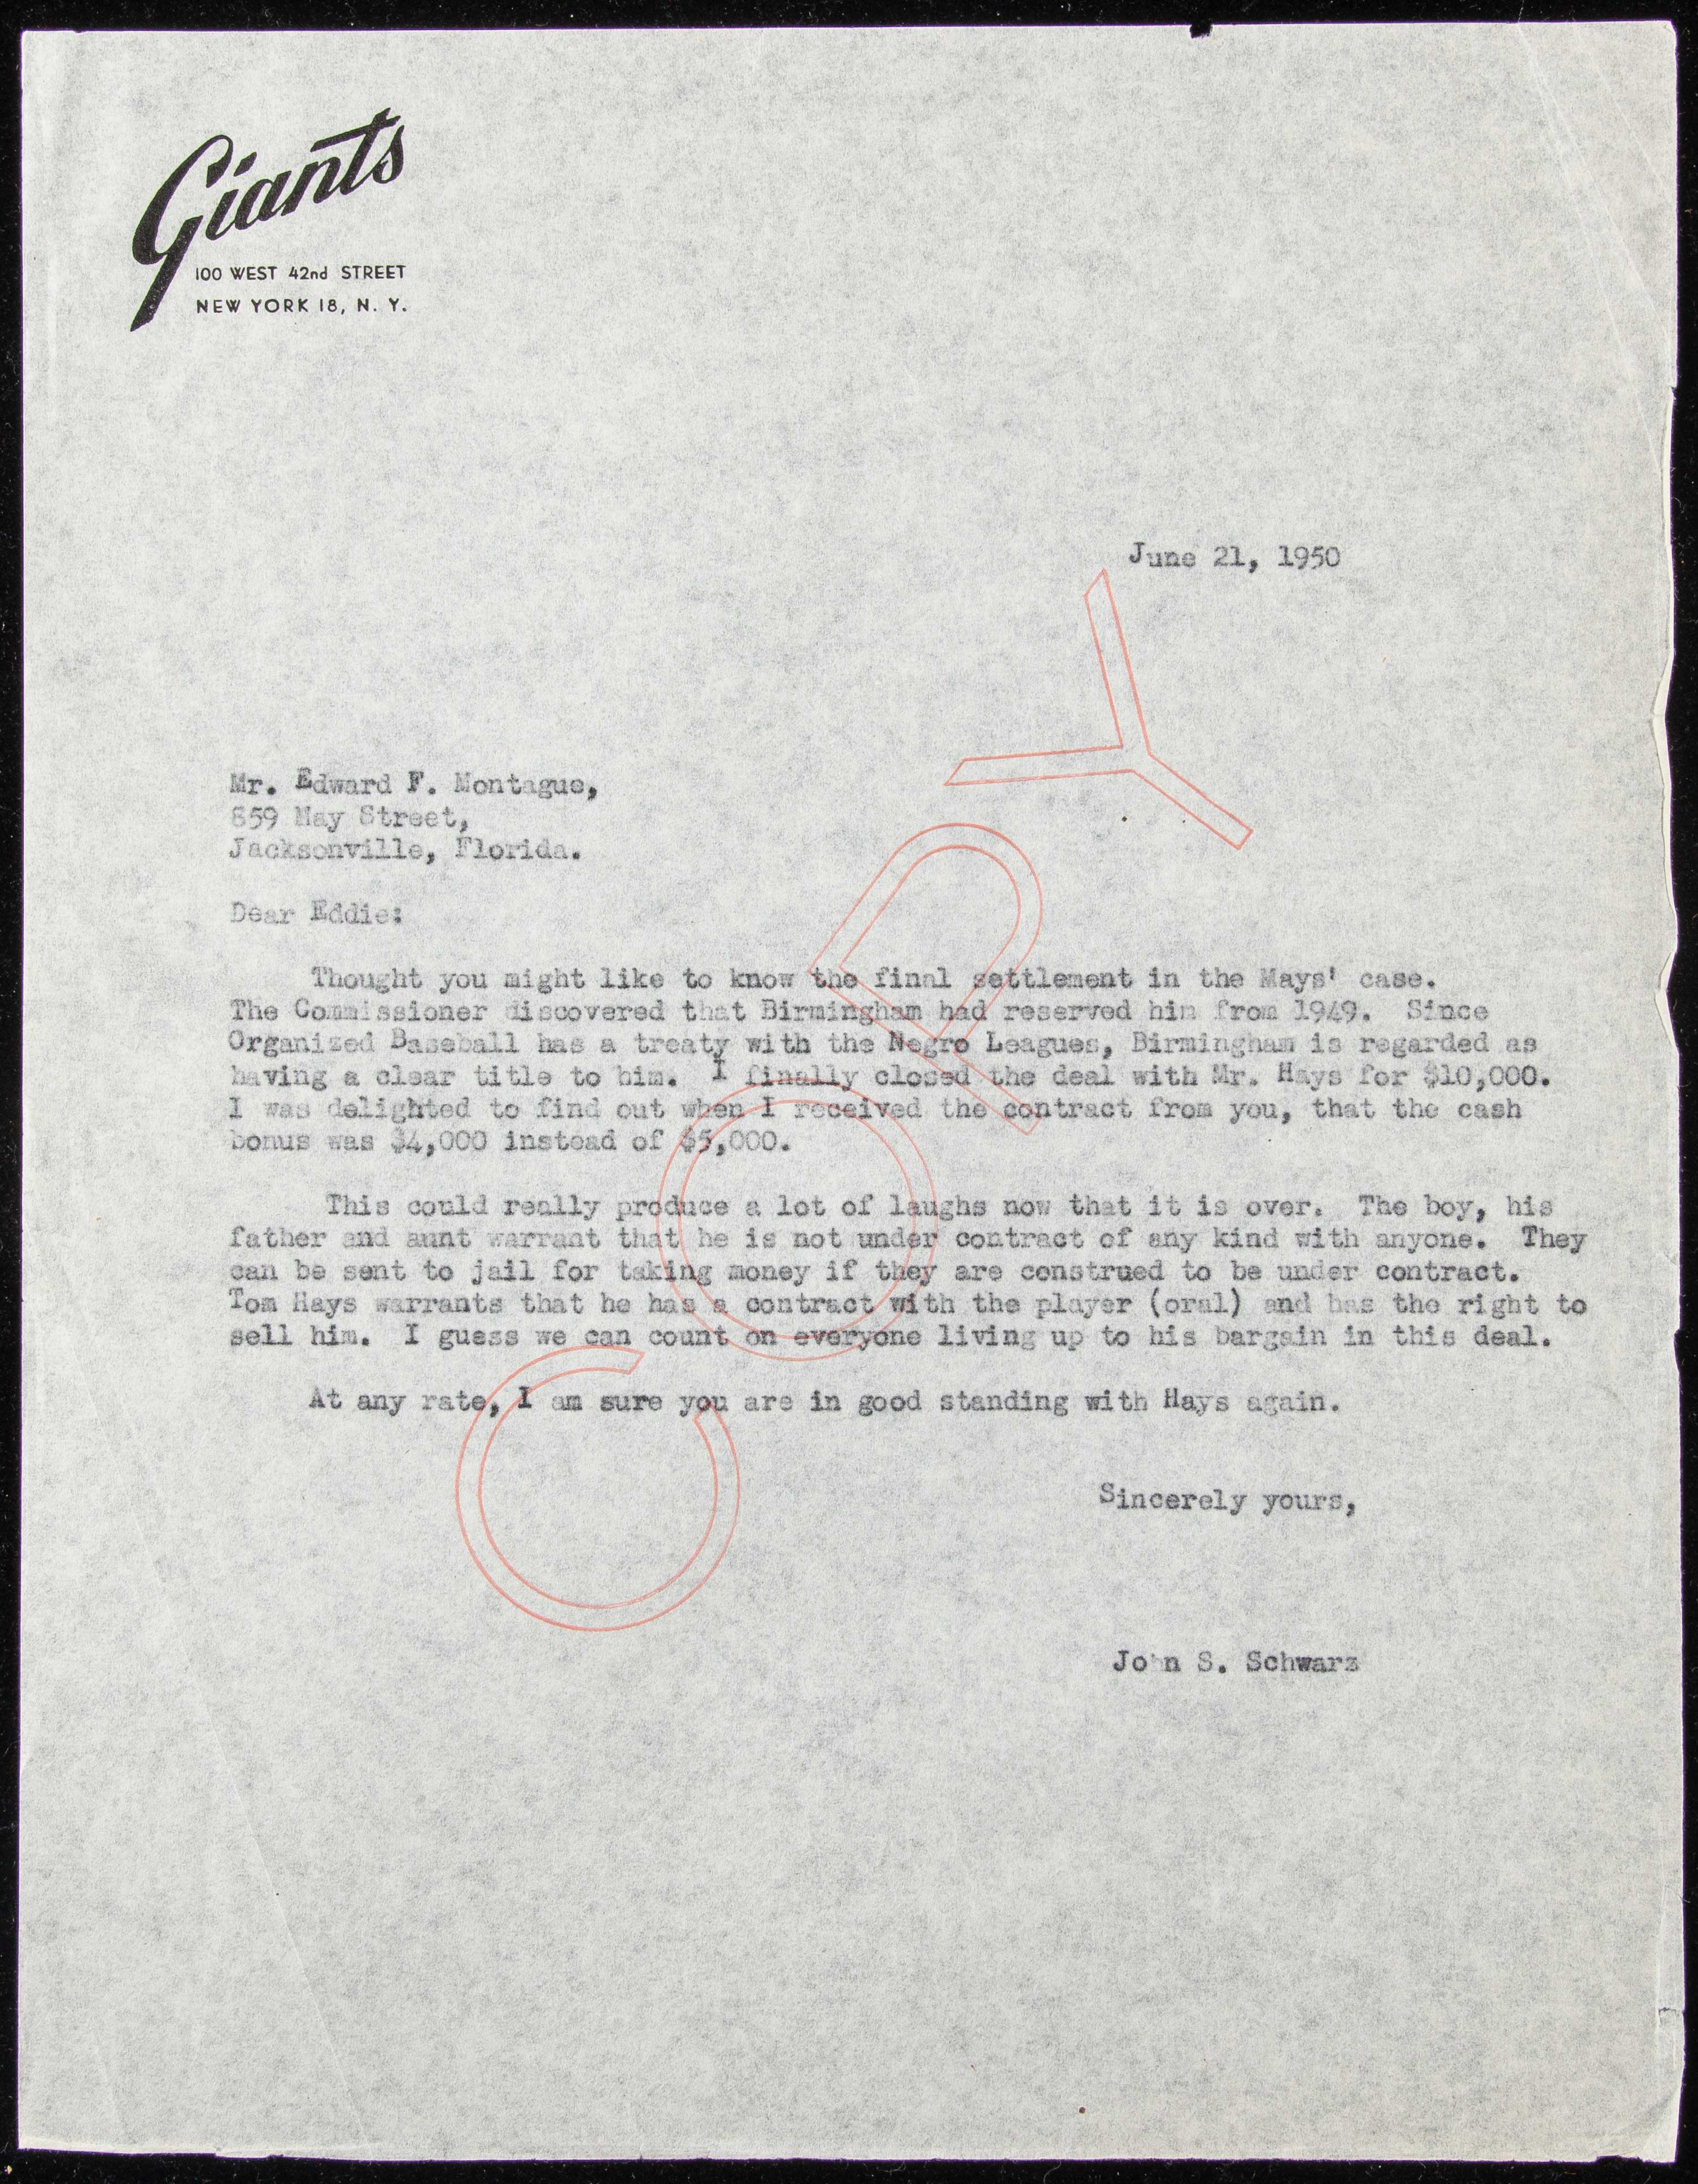 Giants
100 WEST 42nd STREET
NEW YORK 18, N. Y.
June 21, 1950
Mr. Edward F. Montague,
859 May Street,
Jacksonville, Florida.
Dear Eddie:
Thought you might like to know the final settlement in the Mays' case.
The Commissioner discovered that Birmingham had reserved him from 1949. Since
Organized Baseball has a treaty with the Negro Leagues, Birmingham is regarded as
having a clear title to him. I finally closed the deal with Mr. Hays for $10,000.
I was delighted to find out when I received the contract from you, that the cash
bonus was $4,000 instead of $5,000.
This could really produce a lot of laughs now that it is over. The boy, his
father and aunt warrant that he is not under contract of any kind with anyone. They
can be sent to jail for taking money if they are construed to be under contract.
Tom Hays warrants that he has a contract with the player (oral) and has the right to
sell him. I guess we can count on everyone living up to his bargain in this deal.
At any rate, I am sure you are in good standing with Hays again.
Sincerely yours,
John S. Schwarz
COPY